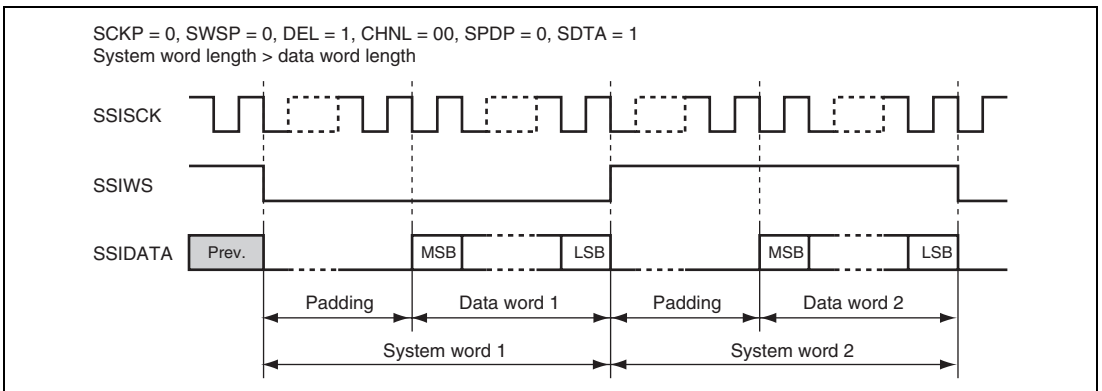 SCKP = 0, SWSP = 0, DEL = 1, CHNL = 00, SPDP = 0, SDTA = 1
System word length > data word length
SSISCK
SSIWS
SSIDATA Prev. MSB LSB MSB LSB
Padding Data word 1 Padding Data word 2
System word 1 System word 2